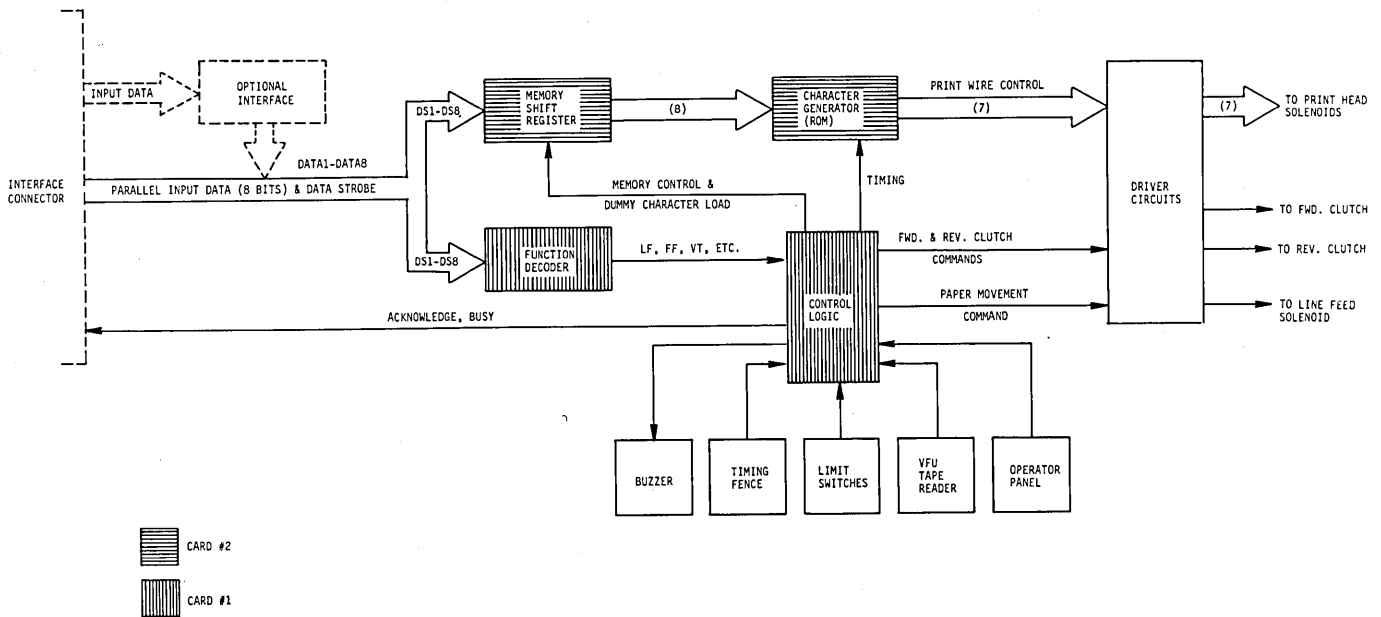 INPUT DATA
OPTIONAL
INTERFACE
INTERFACE
CONNECTOR
DATA1-DATA8
PARALLEL INPUT DATA (8 BITS) & DATA STROBE
DS1-DS8
MEMORY
SHIFT
REGISTER
(8)
CHARACTER
GENERATOR
(ROM)
PRINT WIRE CONTROL
(7)
DRIVER
CIRCUITS
(7)
TO PRINT HEAD
SOLENOIDS
MEMORY CONTROL &
DUMMY CHARACTER LOAD
TIMING
DS1-DS8
FUNCTION
DECODER
LF, FF, VT, ETC.
CONTROL
LOGIC
FWD. & REV. CLUTCH
COMMANDS
PAPER MOVEMENT
COMMAND
TO FWD. CLUTCH
TO REV. CLUTCH
TO LINE FEED
SOLENOID
ACKNOWLEDGE, BUSY
BUZZER
TIMING
FENCE
LIMIT
SWITCHES
VFU
TAPE
READER
OPERATOR
PANEL
CARD #2
CARD #1